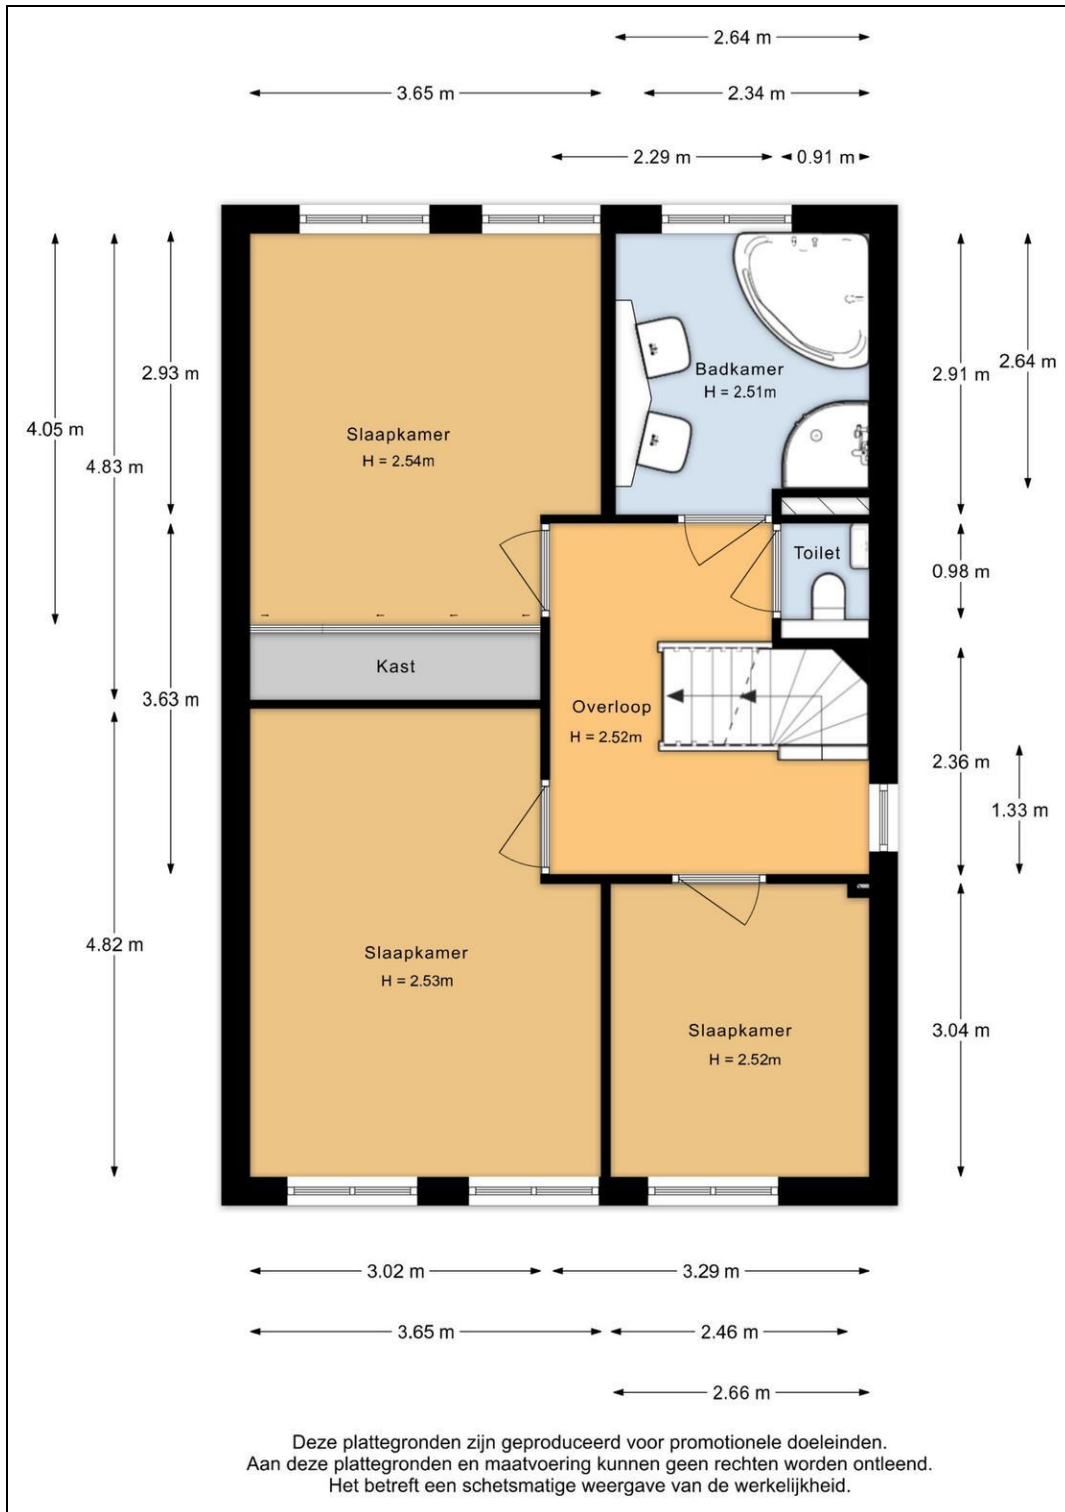 2.64 m
3.65 m
2.34 m
2.29 m
0.91 m
2.93 m
4.05 m
4.83 m
3.63 m
4.82 m
2.91 m
2.64 m
0.98 m
2.36 m
1.33 m
3.04 m
Badkamer
H = 2.51m
Slaapkamer
H = 2.54m
Toilet
Kast
Overloop
H = 2.52m
Slaapkamer
H = 2.53m
Slaapkamer
H = 2.52m
3.02 m
3.29 m
3.65 m
2.46 m
2.66 m
Deze plattegronden zijn geproduceerd voor promotionele doeleinden.
Aan deze plattegronden en maatvoering kunnen geen rechten worden ontleend.
Het betreft een schetsmatige weergave van de werkelijkheid.